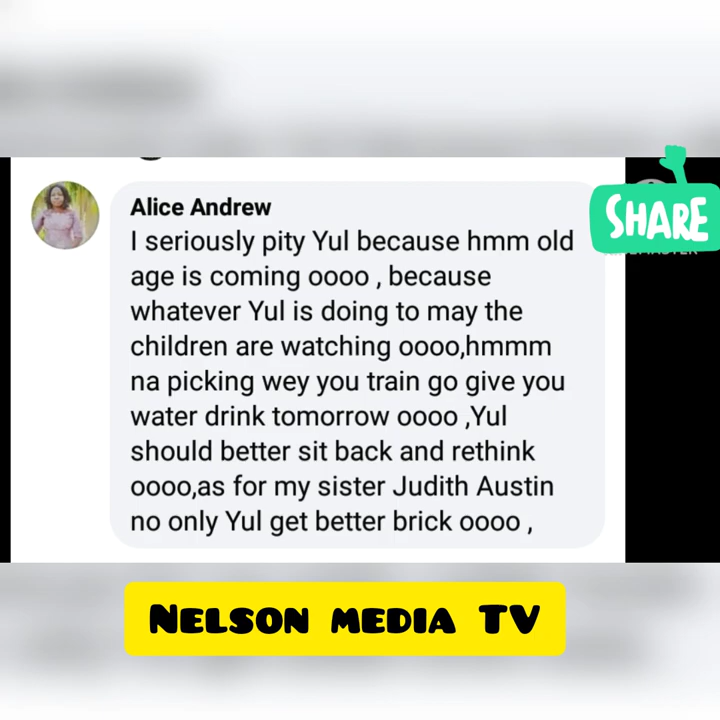 Alice Andrew
I seriously pity Yul because hmm old
age is coming oooo , because
whatever Yul is doing to may the
children are watching oooo,hmmm
na picking wey you train go give you
water drink tomorrow oooo ,Yul
should better sit back and rethink
oooo,as for my sister Judith Austin
no only Yul get better brick oooo ,
SHARE
NELSON MEDIA TV